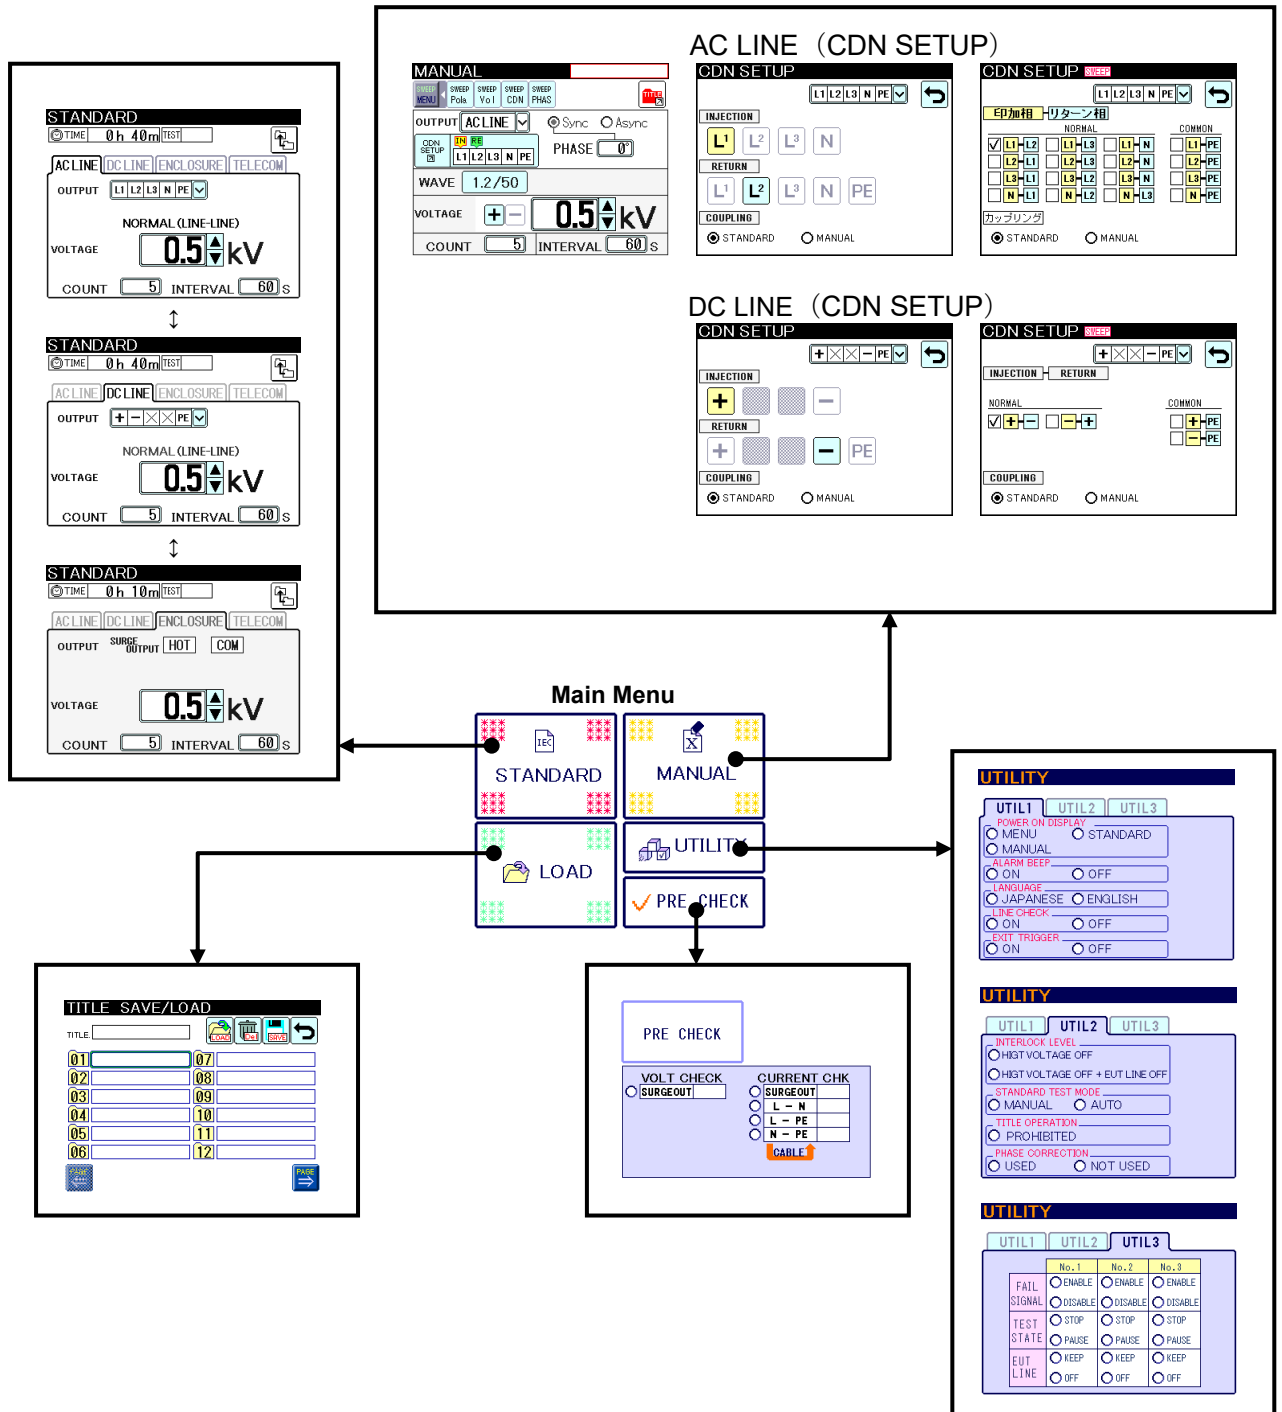 AC LINE（CDN SETUP）
MANUAL
SWEEP MENU
SWEEP Pola
SWEEP Vol
SWEEP CDN
SWEEP PHAS
TITLE
OUTPUT AC LINE Sync Async
CDN SETUP IN RE L1 L2 L3 N PE PHASE 0°
WAVE 1.2/50
VOLTAGE + − 0.5 kV
COUNT 5 INTERVAL 60 s
CDN SETUP
L1 L2 L3 N PE
INJECTION
L1 L2 L3 N
RETURN
L1 L2 L3 N PE
COUPLING
STANDARD MANUAL
CDN SETUP SWEEP
L1 L2 L3 N PE
印加相 リターン相
NORMAL COMMON
L1-L2 L1-L3 L1-N L1-PE
L2-L1 L2-L3 L2-N L2-PE
L3-L1 L3-L2 L3-N L3-PE
N-L1 N-L2 N-L3 N-PE
カップリング
STANDARD MANUAL
DC LINE（CDN SETUP）
CDN SETUP
+ − PE
INJECTION
+ −
RETURN
+ − PE
COUPLING
STANDARD MANUAL
CDN SETUP SWEEP
+ − PE
INJECTION RETURN
NORMAL COMMON
+-− −-+ +-PE
−-PE
COUPLING
STANDARD MANUAL
STANDARD
TIME 0h 40m TEST
AC LINE DC LINE ENCLOSURE TELECOM
OUTPUT L1 L2 L3 N PE
NORMAL (LINE-LINE)
VOLTAGE 0.5 kV
COUNT 5 INTERVAL 60 s
↕
STANDARD
TIME 0h 40m TEST
AC LINE DC LINE ENCLOSURE TELECOM
OUTPUT + − PE
NORMAL (LINE-LINE)
VOLTAGE 0.5 kV
COUNT 5 INTERVAL 60 s
↕
STANDARD
TIME 0h 10m TEST
AC LINE DC LINE ENCLOSURE TELECOM
OUTPUT SURGE OUTPUT HOT COM
VOLTAGE 0.5 kV
COUNT 5 INTERVAL 60 s
Main Menu
IEC
STANDARD
X
MANUAL
LOAD
UTILITY
PRE CHECK
TITLE SAVE/LOAD
TITLE. LOAD Del SAVE
01 07
02 08
03 09
04 10
05 11
06 12
PAGE PAGE
PRE CHECK
VOLT CHECK CURRENT CHK
SURGEOUT SURGEOUT
L - N
L - PE
N - PE
CABLE
UTILITY
UTIL1 UTIL2 UTIL3
POWER ON DISPLAY
MENU STANDARD
MANUAL
ALARM BEEP
ON OFF
LANGUAGE
JAPANESE ENGLISH
LINE CHECK
ON OFF
EXIT TRIGGER
ON OFF
UTILITY
UTIL1 UTIL2 UTIL3
INTERLOCK LEVEL
HIGT VOLTAGE OFF
HIGT VOLTAGE OFF + EUT LINE OFF
STANDARD TEST MODE
MANUAL AUTO
TITLE OPERATION
PROHIBITED
PHASE CORRECTION
USED NOT USED
UTILITY
UTIL1 UTIL2 UTIL3
No.1 No.2 No.3
FAIL SIGNAL ENABLE ENABLE ENABLE
DISABLE DISABLE DISABLE
TEST STATE STOP STOP STOP
PAUSE PAUSE PAUSE
EUT LINE KEEP KEEP KEEP
OFF OFF OFF